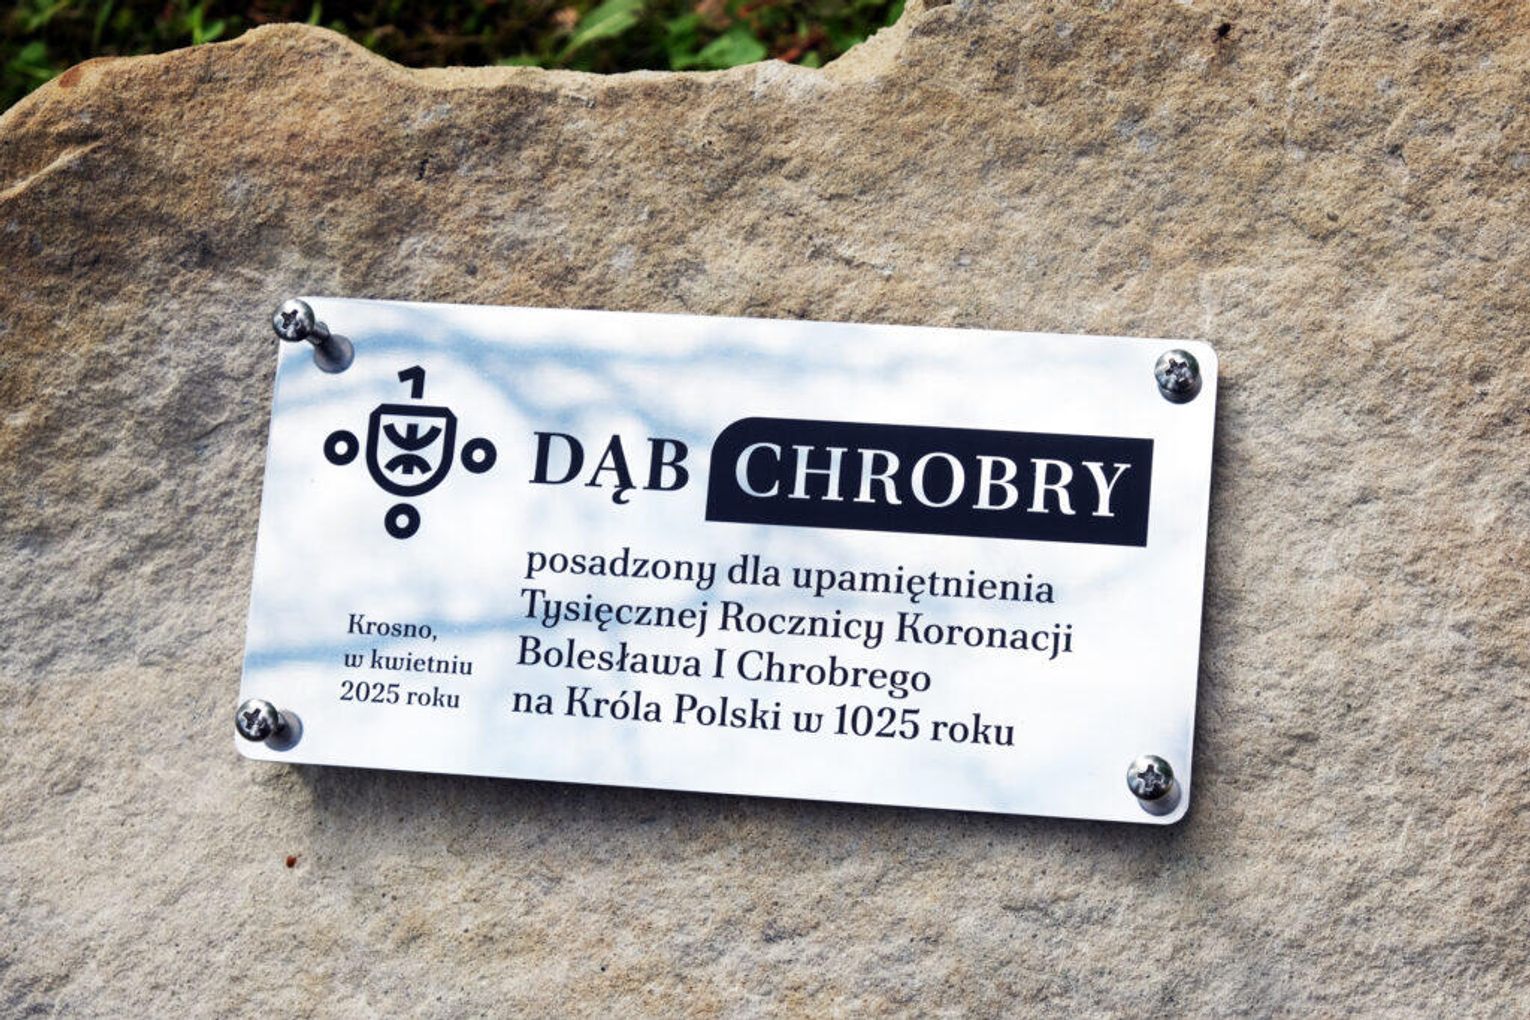 1000
DĄB CHROBRY
posadzony dla upamiętnienia
Tysięcznej Rocznicy Koronacji
Bolesława I Chrobrego
na Króla Polski w 1025 roku
Krosno,
w kwietniu
2025 roku